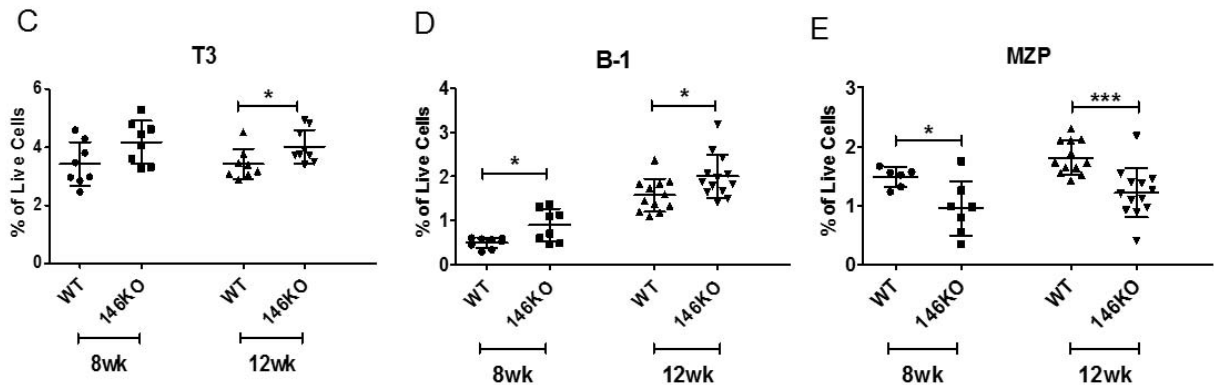 C
T3
% of Live Cells
6
4
2
0
*
WT
146KO
WT
146KO
8wk
12wk
D
B-1
% of Live Cells
4
3
2
1
0
*
*
WT
146KO
WT
146KO
8wk
12wk
E
MZP
% of Live Cells
3
2
1
0
*
***
WT
146KO
WT
146KO
8wk
12wk